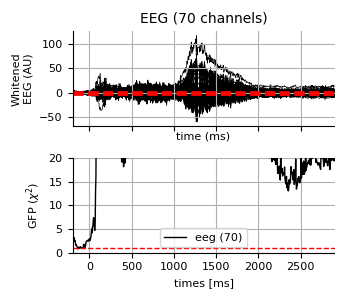 EEG (70 channels)
Whitened
EEG (AU)
100
50
0
−50
time (ms)
GFP (χ²)
20
15
10
5
0
eeg (70)
0 500 1000 1500 2000 2500
times [ms]